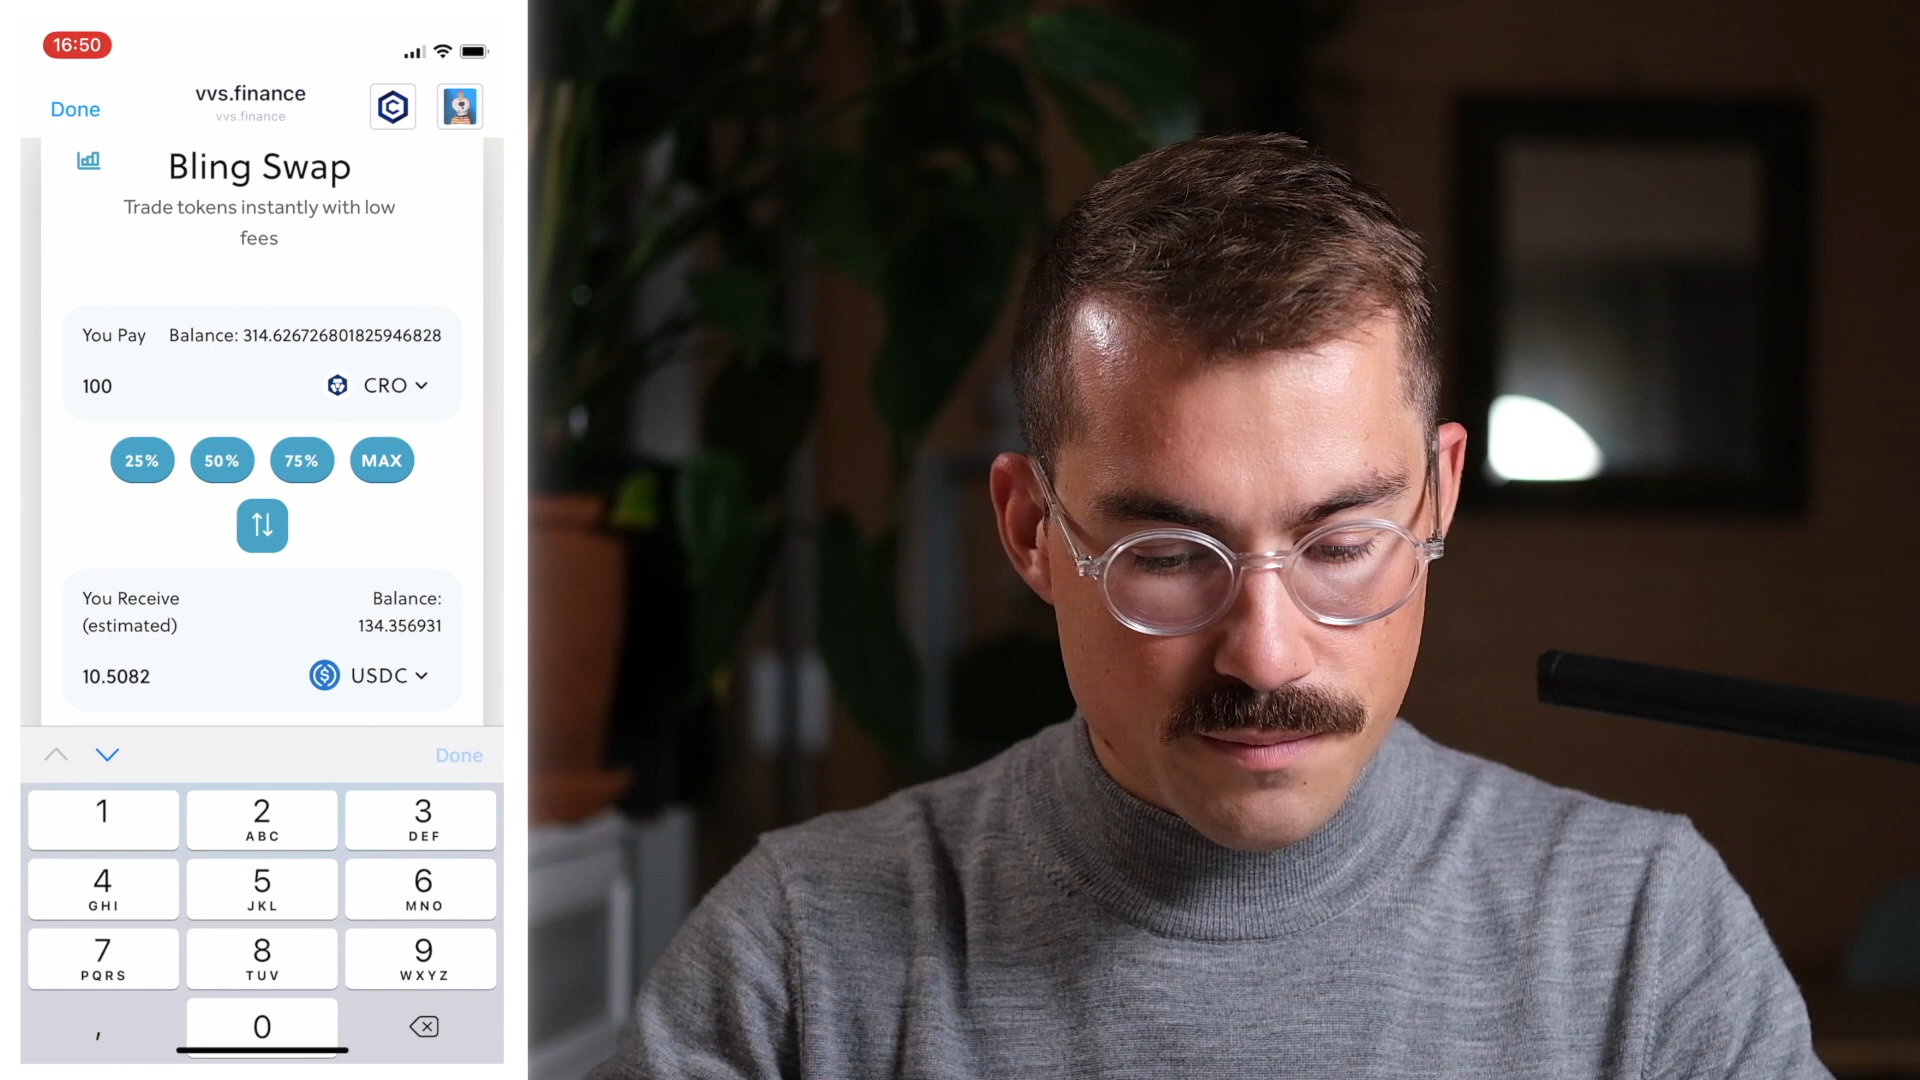 16:50
Done
vvs.finance
vvs.finance
Bling Swap
Trade tokens instantly with low
fees
You Pay Balance: 314.626726801825946828
100 CRO
25% 50% 75% MAX
You Receive Balance:
(estimated) 134.356931
10.5082 USDC
Done
1 2 3
ABC DEF
4 5 6
GHI JKL MNO
7 8 9
PQRS TUV WXYZ
, 0